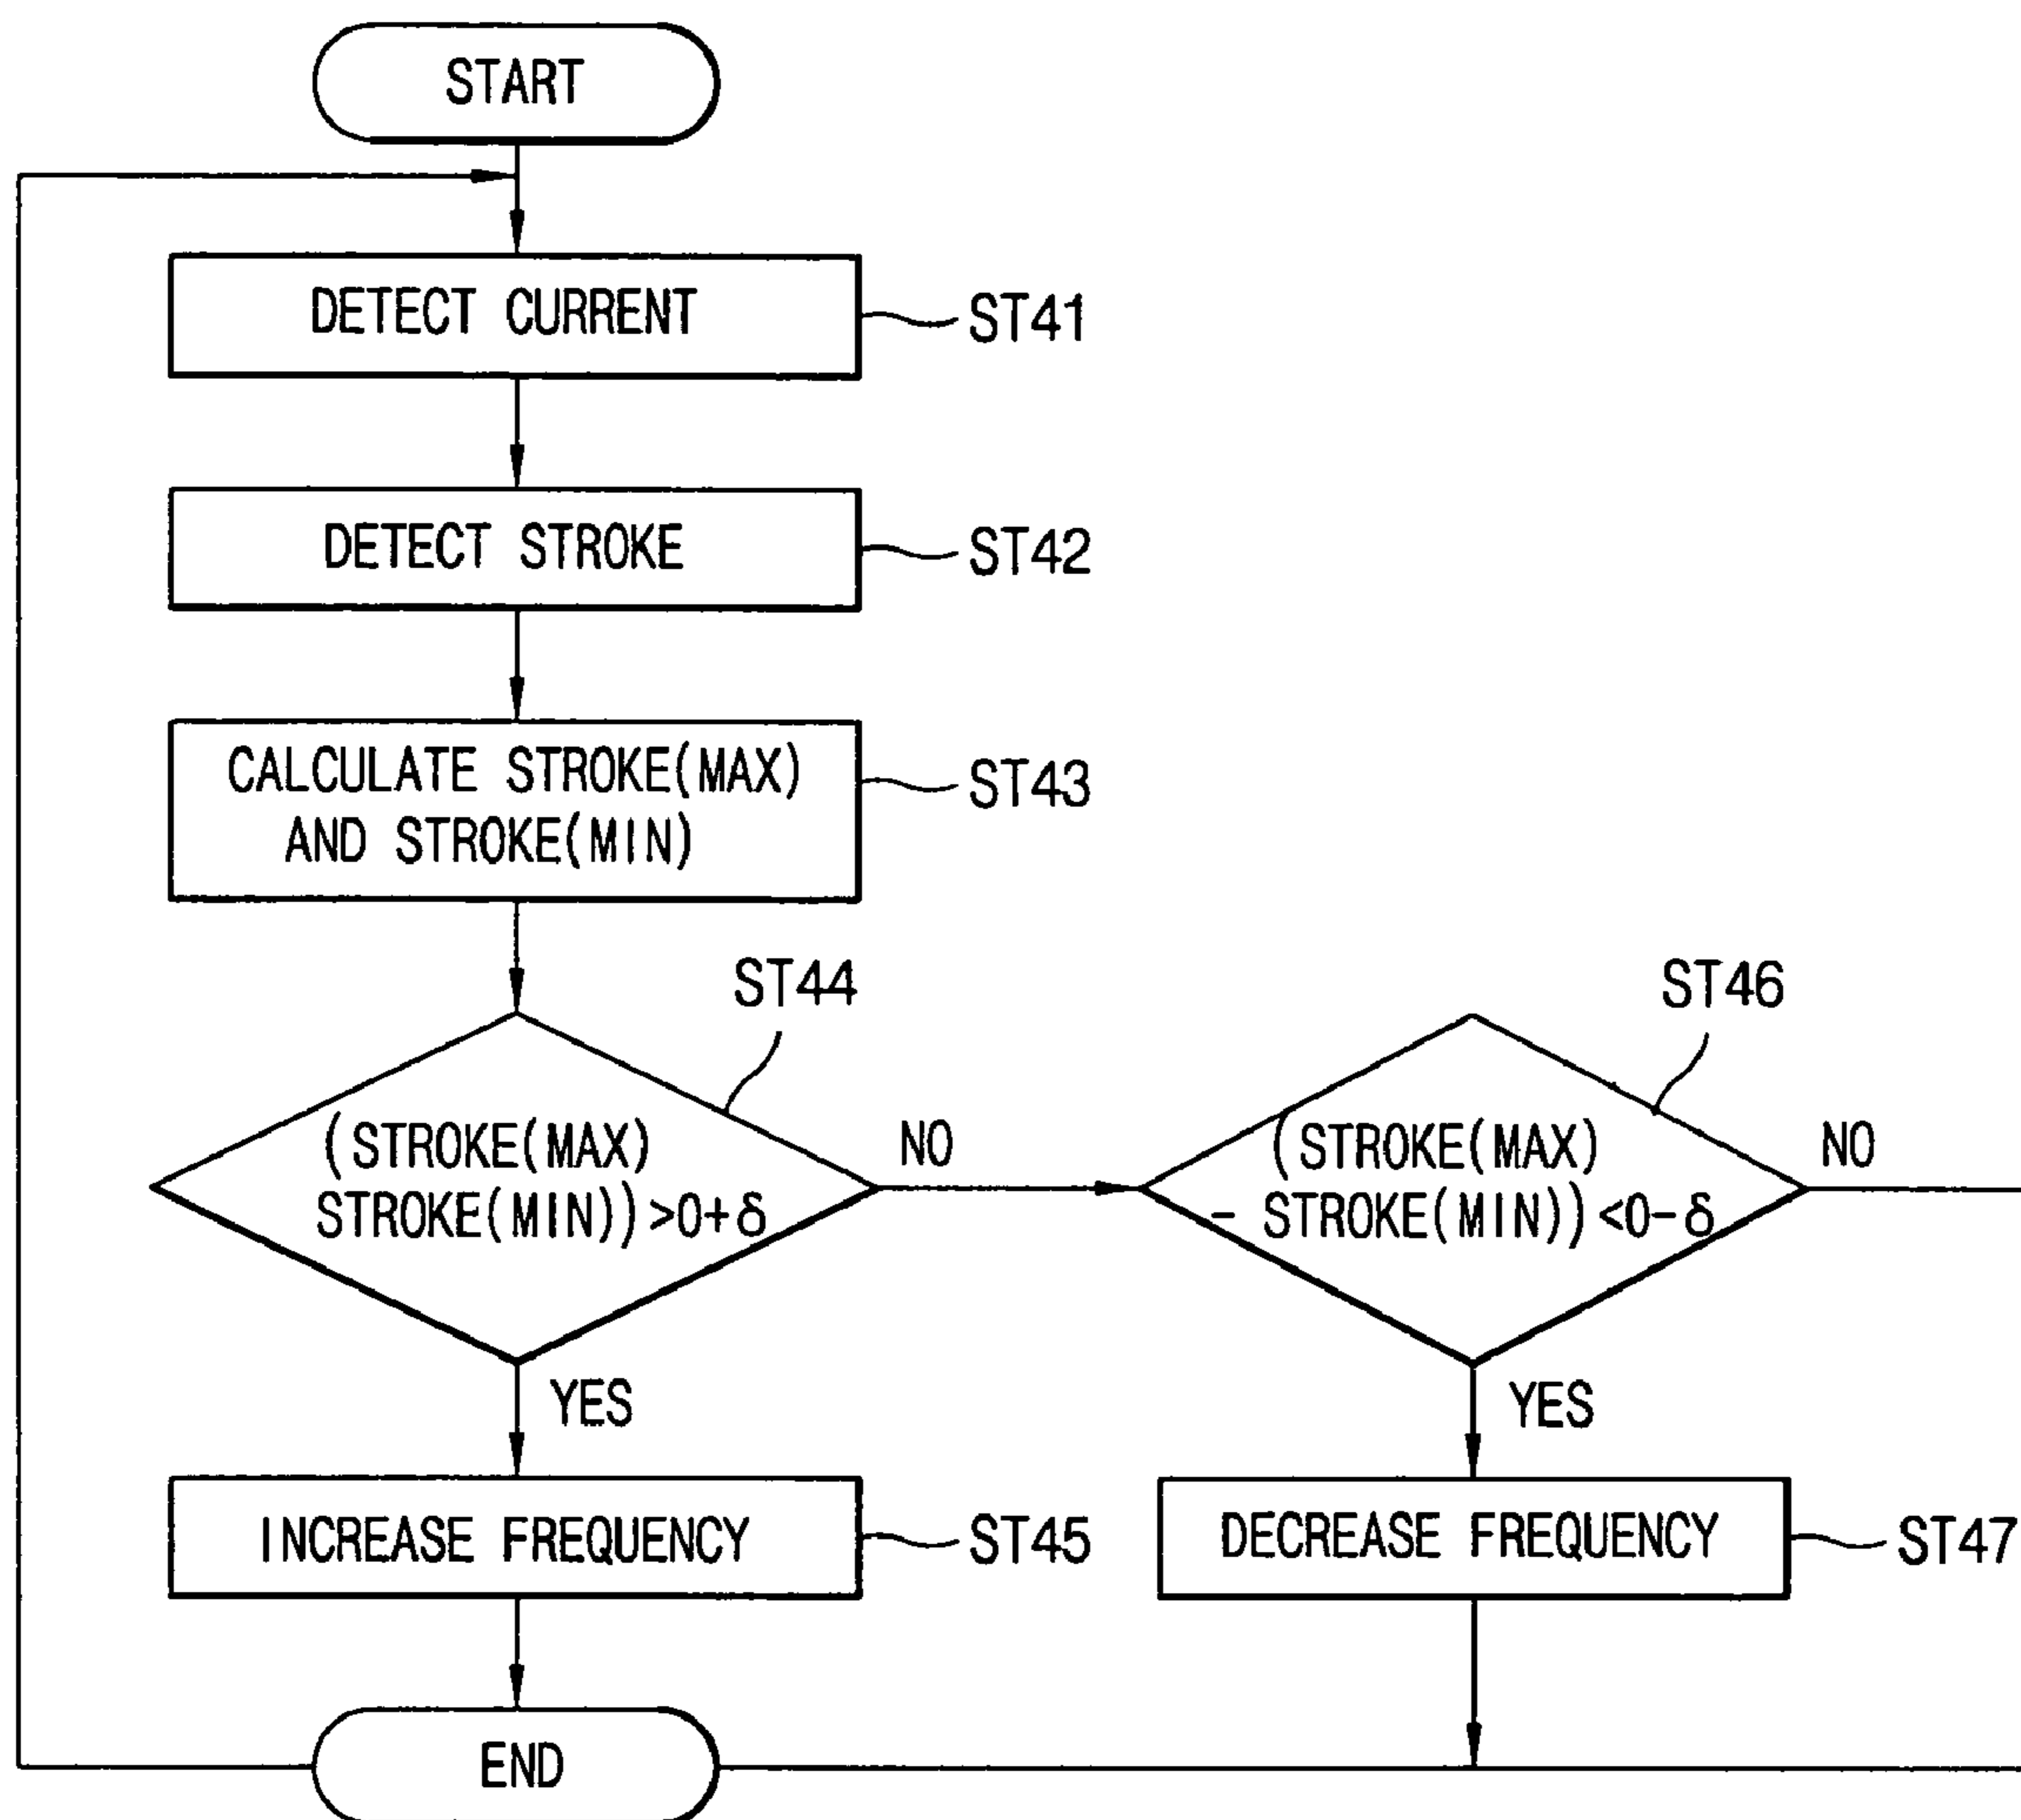 START
DETECT CURRENT
ST41
DETECT STROKE
ST42
CALCULATE STROKE(MAX)
AND STROKE(MIN)
ST43
ST44
(STROKE(MAX)
STROKE(MIN))>0+δ
NO
YES
ST46
(STROKE(MAX)
- STROKE(MIN))<0-δ
NO
YES
INCREASE FREQUENCY
ST45
DECREASE FREQUENCY
ST47
END